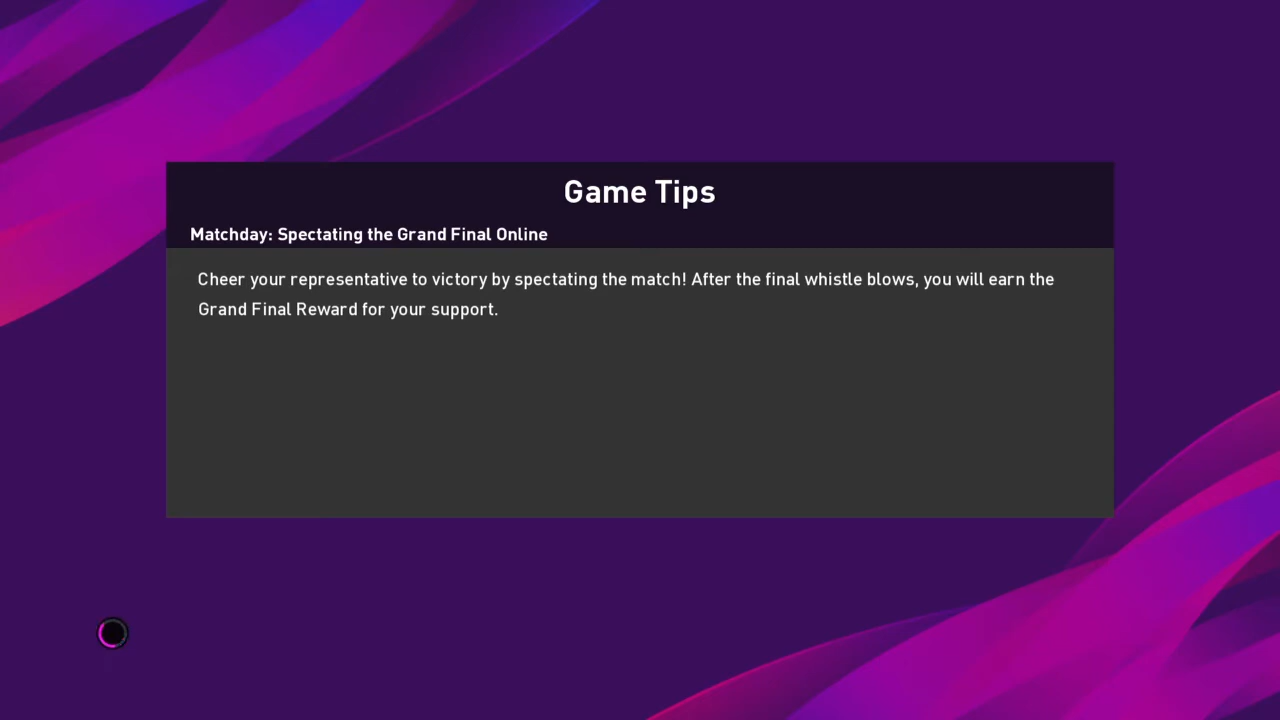 Game Tips
Matchday: Spectating the Grand Final Online
Cheer your representative to victory by spectating the match! After the final whistle blows, you will earn the
Grand Final Reward for your support.